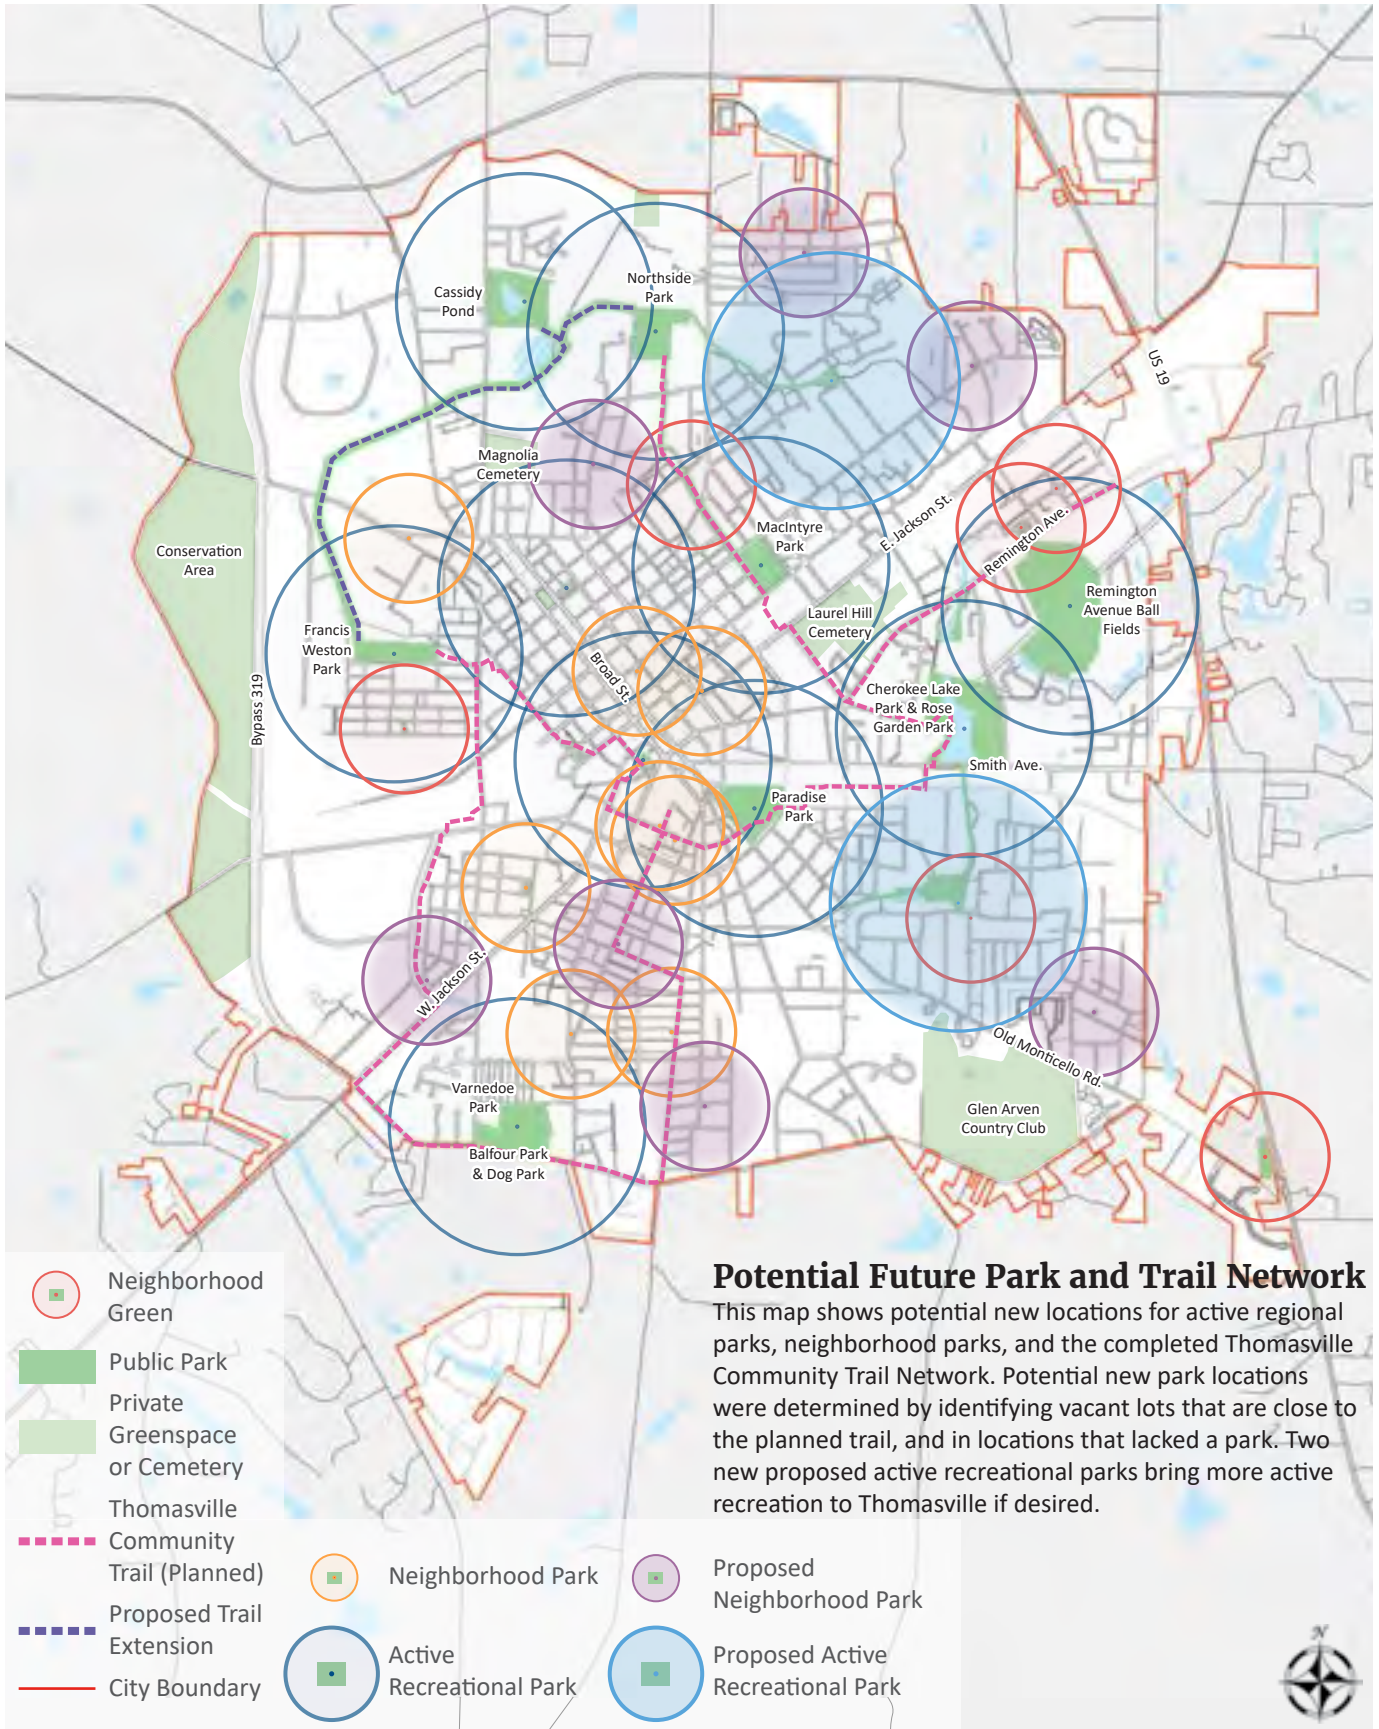 Northside
Park
Cassidy
Pond
US 19
Magnolia
Cemetery
MacIntyre
Park
E. Jackson St.
Remington Ave.
Conservation
Area
Remington
Avenue Ball
Fields
Laurel Hill
Cemetery
Francis
Weston
Park
Broad St.
Bypass 319
Cherokee Lake
Park & Rose
Garden Park
Smith Ave.
Paradise
Park
W. Jackson St.
Old Monticello Rd.
Varnedoe
Park
Glen Arven
Country Club
Balfour Park
& Dog Park
Potential Future Park and Trail Network
This map shows potential new locations for active regional
parks, neighborhood parks, and the completed Thomasville
Community Trail Network. Potential new park locations
were determined by identifying vacant lots that are close to
the planned trail, and in locations that lacked a park. Two
new proposed active recreational parks bring more active
recreation to Thomasville if desired.
Neighborhood
Green
Public Park
Private
Greenspace
or Cemetery
Thomasville
Community
Trail (Planned)
Proposed Trail
Extension
City Boundary
Neighborhood Park
Active
Recreational Park
Proposed
Neighborhood Park
Proposed Active
Recreational Park
N